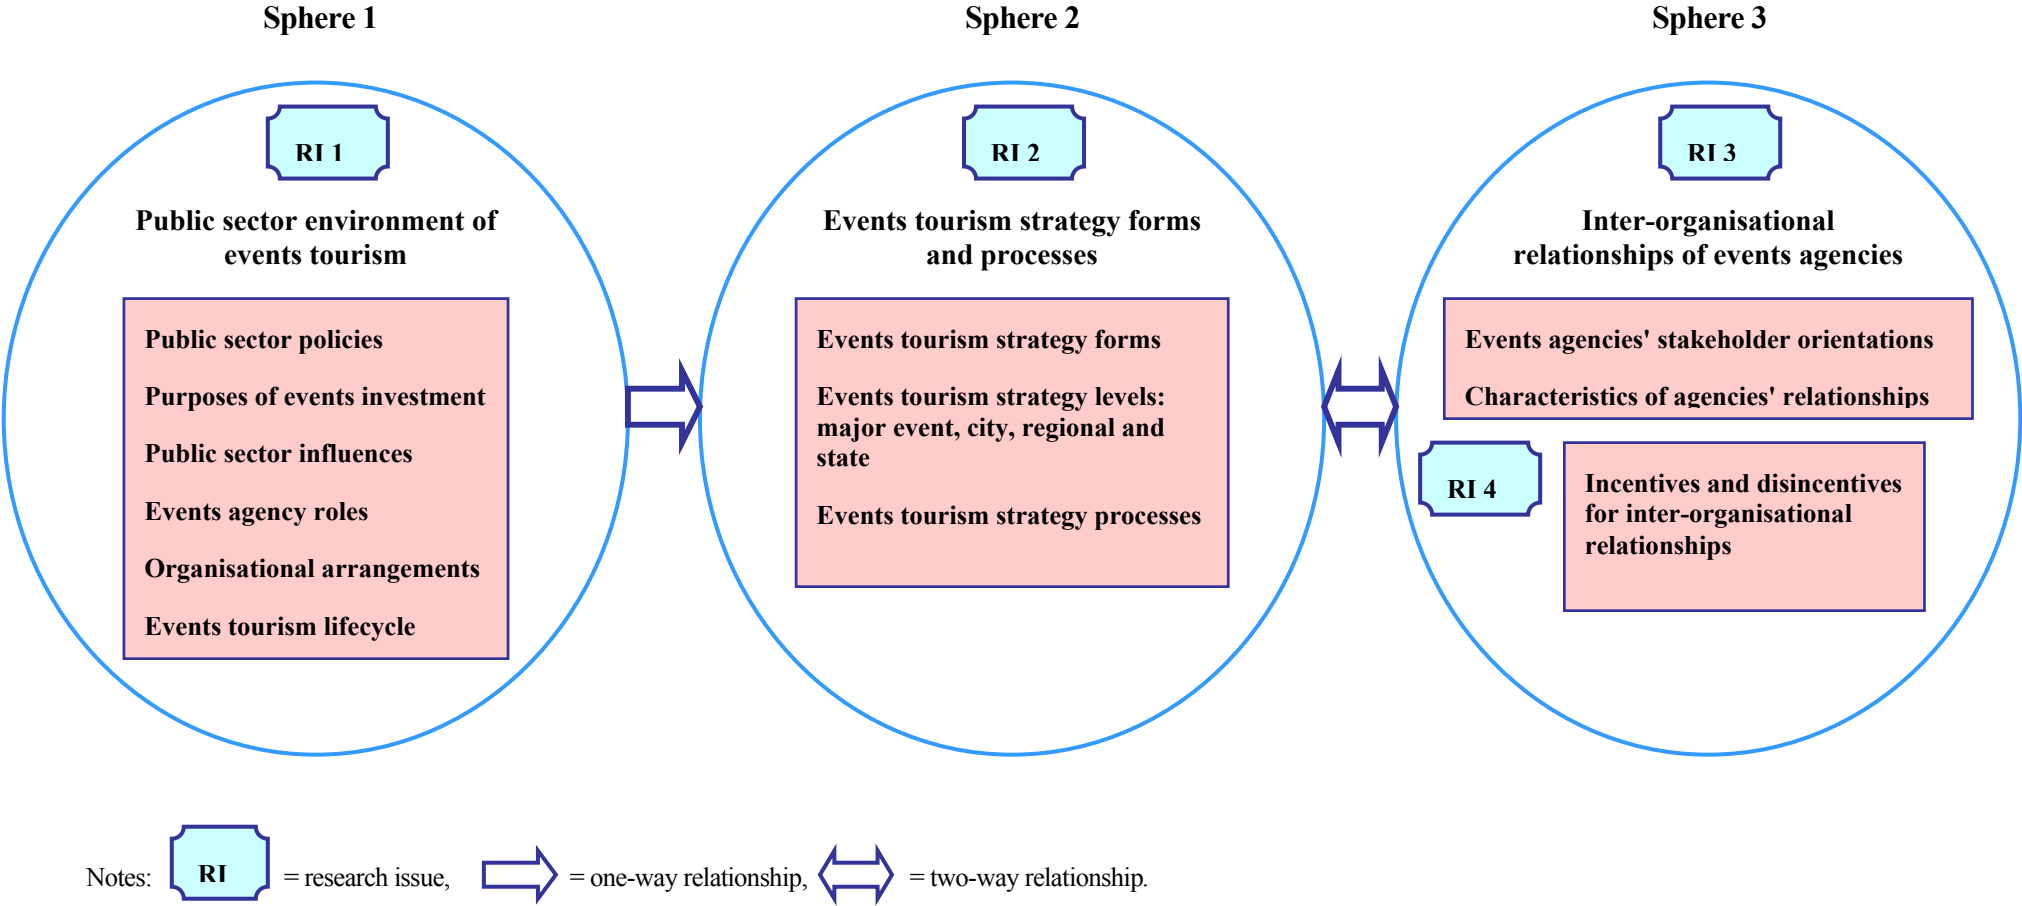 Sphere 1
Sphere 2
Sphere 3
RI 1
Public sector environment of
events tourism
Public sector policies
Purposes of events investment
Public sector influences
Events agency roles
Organisational arrangements
Events tourism lifecycle
RI 2
Events tourism strategy forms
and processes
Events tourism strategy forms
Events tourism strategy levels:
major event, city, regional and
state
Events tourism strategy processes
RI 3
Inter-organisational
relationships of events agencies
Events agencies' stakeholder orientations
Characteristics of agencies' relationships
RI 4
Incentives and disincentives
for inter-organisational
relationships
Notes: RI = research issue, = one-way relationship, = two-way relationship.